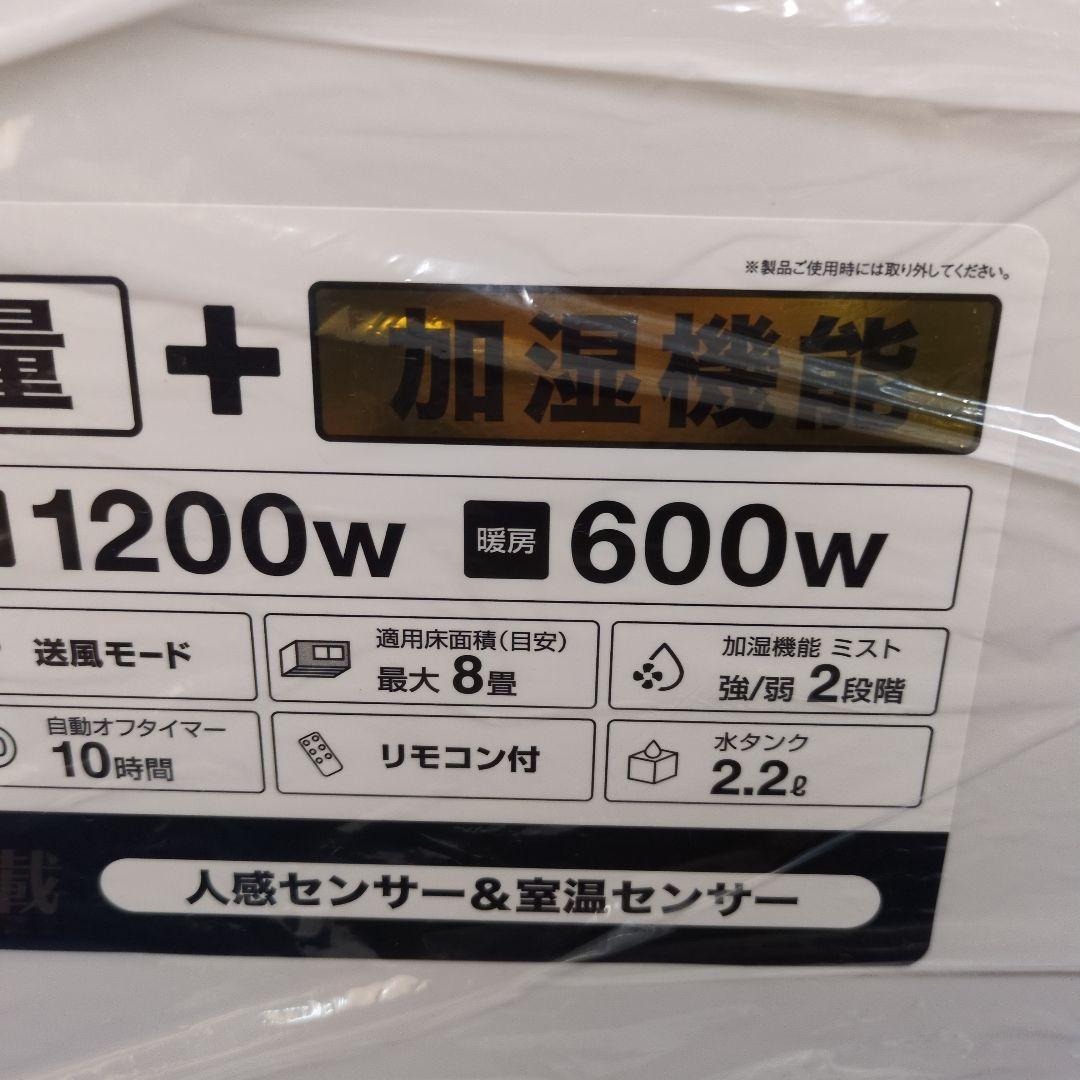 ※製品ご使用時には取り外してください。
量 + 加湿機能
1200W 暖房 600W
送風モード
適用床面積(目安)
最大 8畳
加湿機能 ミスト
強/弱 2段階
自動オフタイマー
10時間
リモコン付
水タンク
2.2ℓ
載 人感センサー&室温センサー